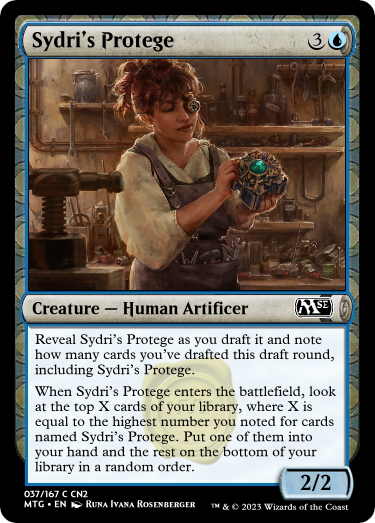 Sydri's Protege 3
Creature — Human Artificer MSE
Reveal Sydri's Protege as you draft it and note
how many cards you've drafted this draft round,
including Sydri's Protege.
When Sydri's Protege enters the battlefield, look
at the top X cards of your library, where X is
equal to the highest number you noted for cards
named Sydri's Protege. Put one of them into
your hand and the rest on the bottom of your
library in a random order.
2/2
037/167 C CN2
MTG • EN Runa Ivana Rosenberger ™ & © 2023 Wizards of the Coast